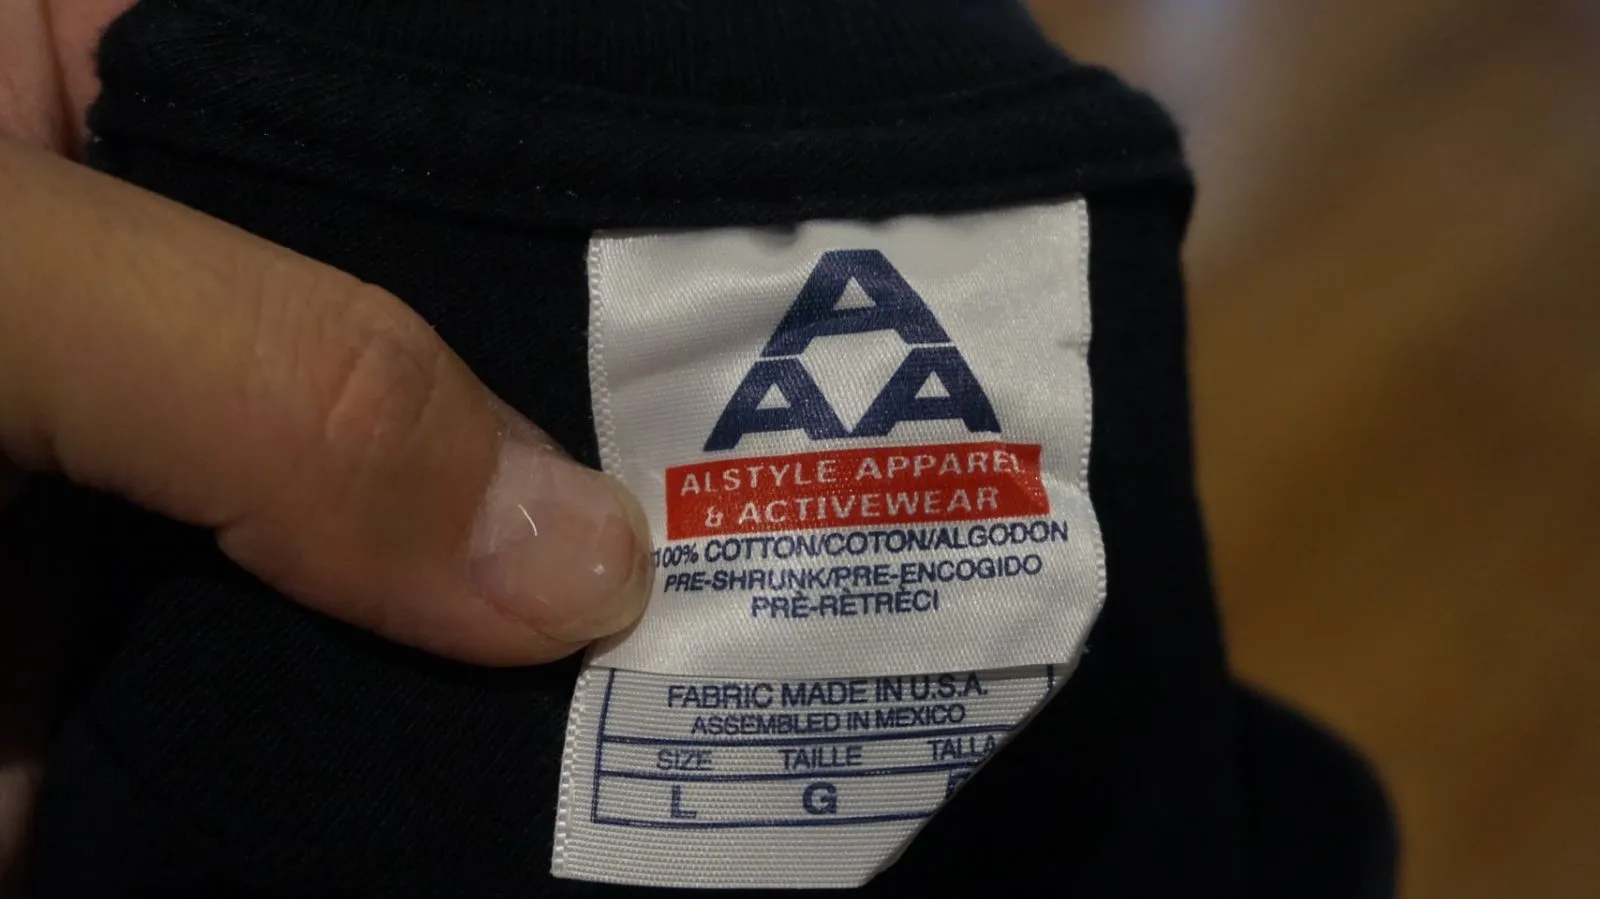 A
AA
ALSTYLE APPAREL
& ACTIVEWEAR
100% COTTON/COTON/ALGODON
PRE-SHRUNK/PRE-ENCOGIDO
PRÈ-RÈTRÈCI
FABRIC MADE IN U.S.A.
ASSEMBLED IN MEXICO
SIZE TAILLE TALLA
L G